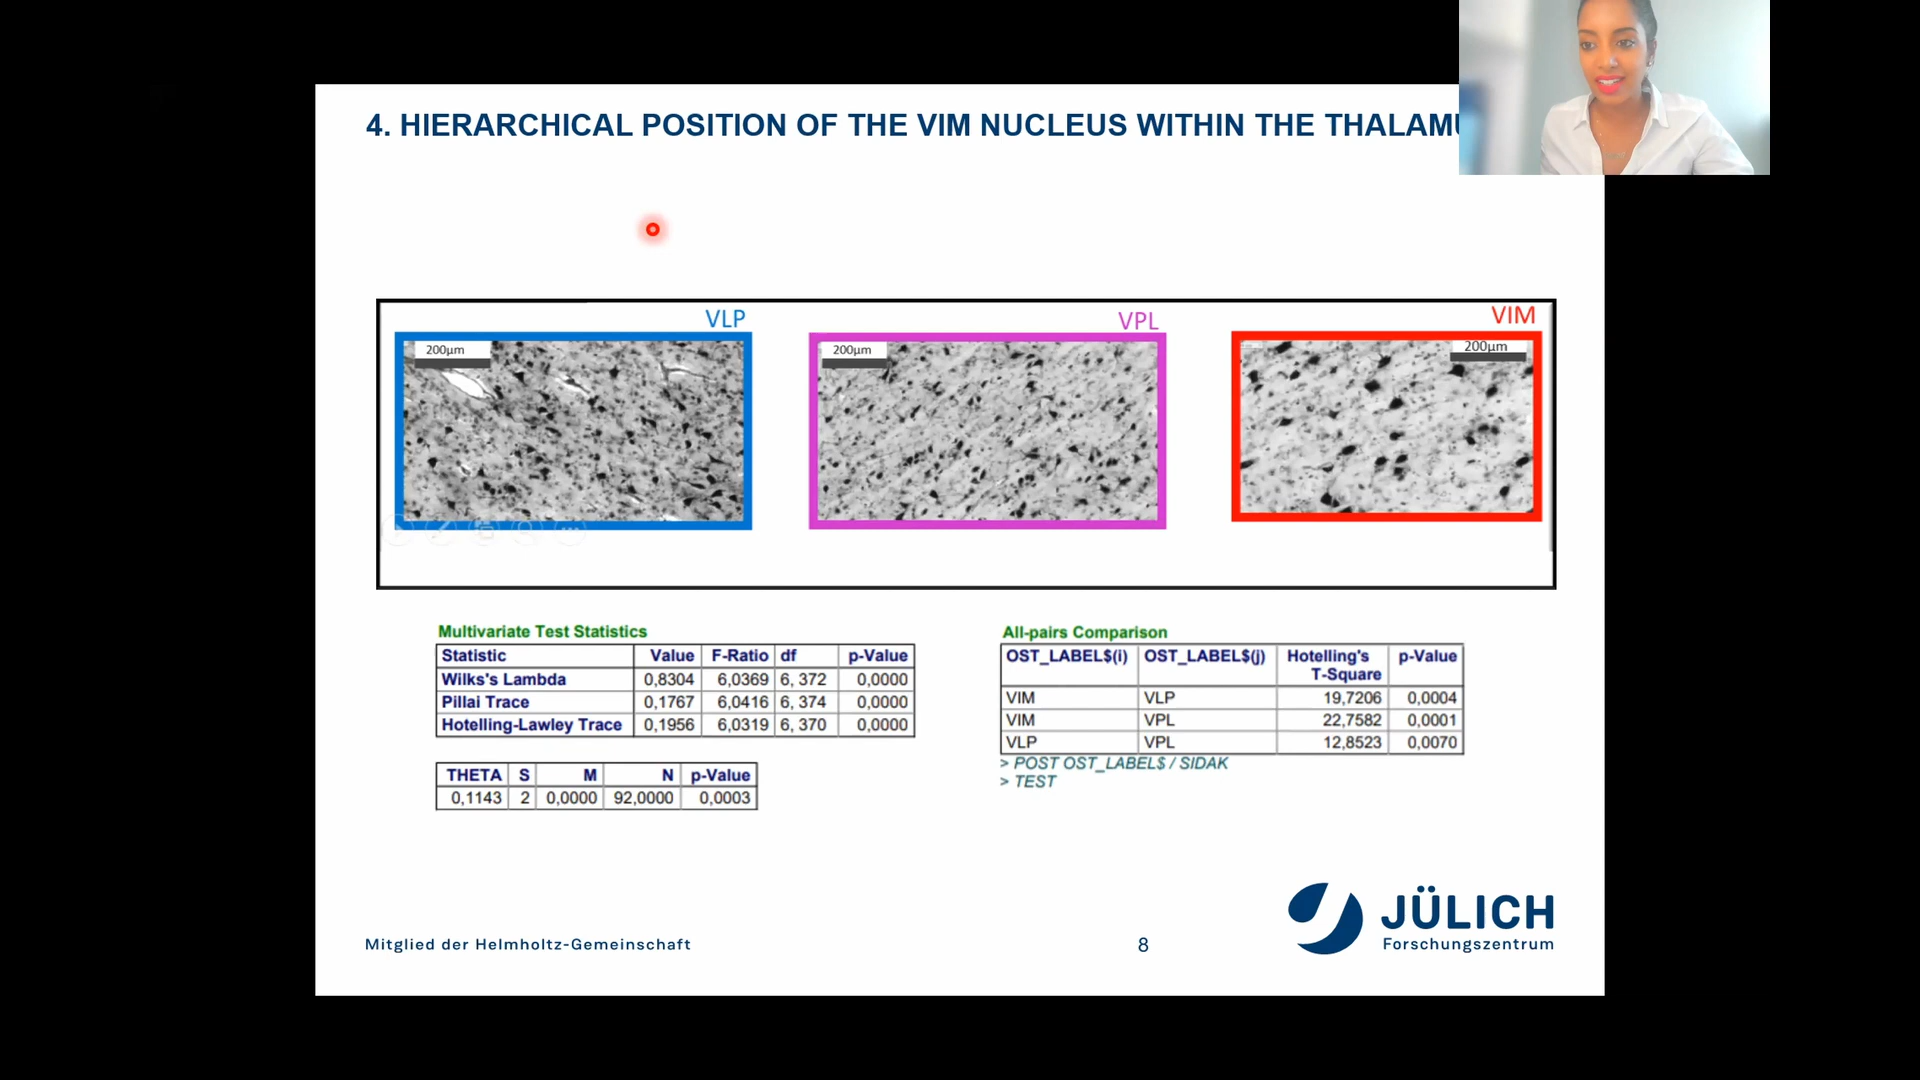 4. HIERARCHICAL POSITION OF THE VIM NUCLEUS WITHIN THE THALAMU
VLP
VPL
VIM
200µm
200µm
200µm
Multivariate Test Statistics
Statistic Value F-Ratio df p-Value
Wilks's Lambda 0,8304 6,0369 6, 372 0,0000
Pillai Trace 0,1767 6,0416 6, 374 0,0000
Hotelling-Lawley Trace 0,1956 6,0319 6, 370 0,0000
THETA S M N p-Value
0,1143 2 0,0000 92,0000 0,0003
All-pairs Comparison
OST_LABEL$(i) OST_LABEL$(j) Hotelling's T-Square p-Value
VIM VLP 19,7206 0,0004
VIM VPL 22,7582 0,0001
VLP VPL 12,8523 0,0070
> POST OST_LABEL$ / SIDAK
> TEST
Mitglied der Helmholtz-Gemeinschaft
8
JÜLICH
Forschungszentrum